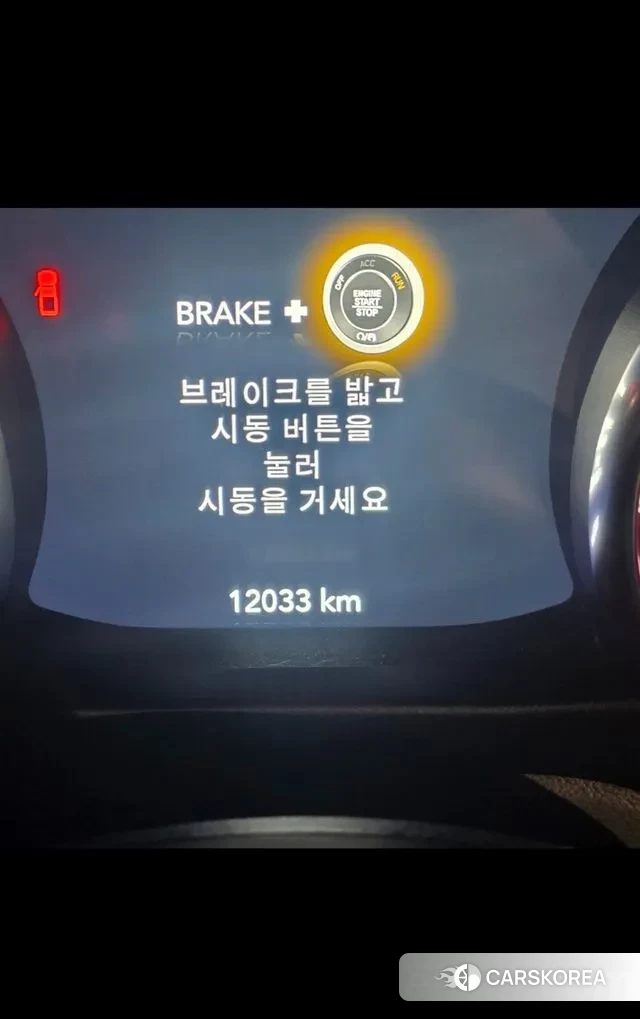 ACC
OFF
RUN
ENGINE
START
STOP
BRAKE +
브레이크를 밟고
시동 버튼을
눌러
시동을 거세요
12033 km
CARSKOREA